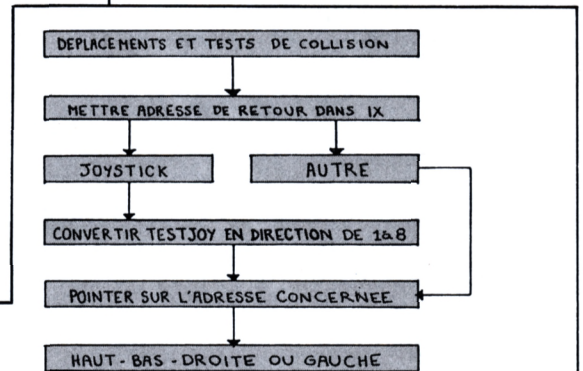 DEPLACEMENTS ET TESTS DE COLLISION
METTRE ADRESSE DE RETOUR DANS IX
JOYSTICK
AUTRE
CONVERTIR TESTJOY EN DIRECTION DE 1à8
POINTER SUR L'ADRESSE CONCERNEE
HAUT-BAS-DROITE OU GAUCHE